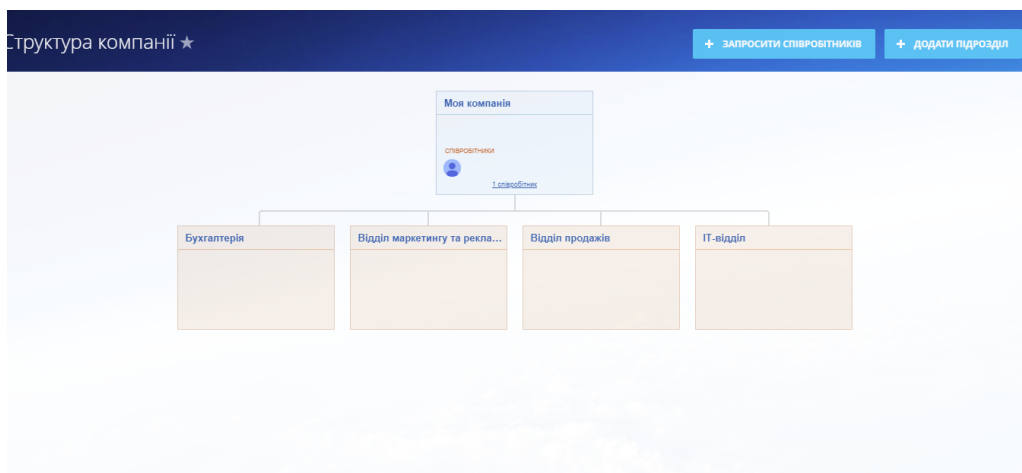 Структура компанії
+ ЗАПРОСИТИ СПІВРОБІТНИКІВ
+ ДОДАТИ ПІДРОЗДІЛ
Моя компанія
СПІВРОБІТНИКИ
1 співробітник
Бухгалтерія
Відділ маркетингу та рекла...
Відділ продажів
ІТ-відділ